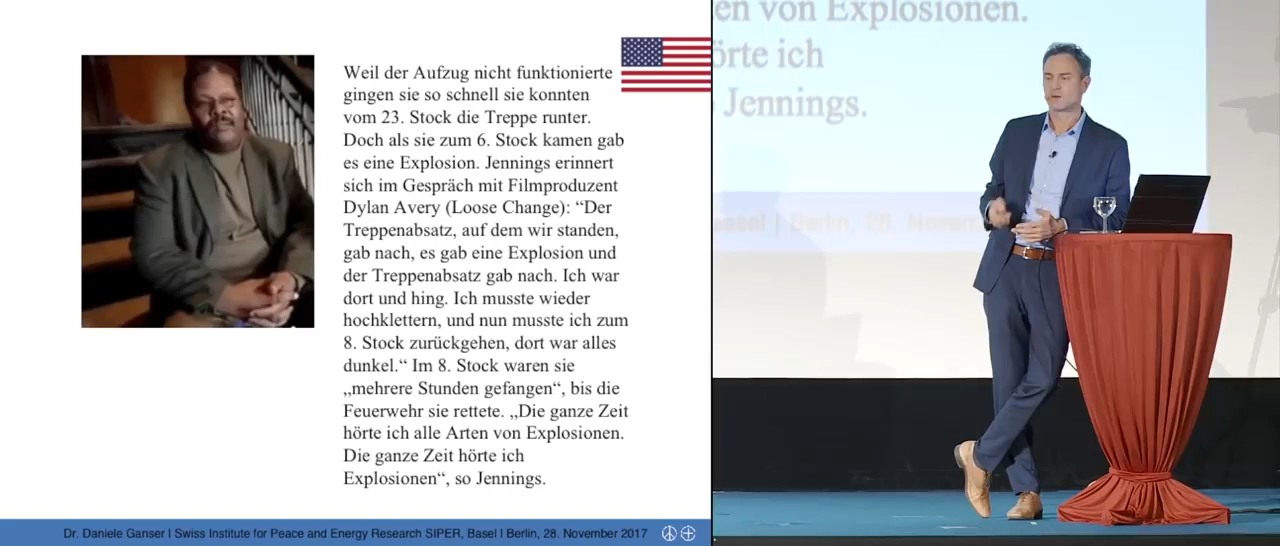 Weil der Aufzug nicht funktionierte
gingen sie so schnell sie konnten
vom 23. Stock die Treppe runter.
Doch als sie zum 6. Stock kamen gab
es eine Explosion. Jennings erinnert
sich im Gespräch mit Filmproduzent
Dylan Avery (Loose Change): “Der
Treppenabsatz, auf dem wir standen,
gab nach, es gab eine Explosion und
der Treppenabsatz gab nach. Ich war
dort und hing. Ich musste wieder
hochklettern, und nun musste ich zum
8. Stock zurückgehen, dort war alles
dunkel.“ Im 8. Stock waren sie
„mehrere Stunden gefangen“, bis die
Feuerwehr sie rettete. „Die ganze Zeit
hörte ich alle Arten von Explosionen.
Die ganze Zeit hörte ich
Explosionen“, so Jennings.
Dr. Daniele Ganser I Swiss Institute for Peace and Energy Research SIPER, Basel I Berlin, 28. November 2017
en von Explosionen.
örte ich
Jennings.
Basel | Berlin, 28. Novem